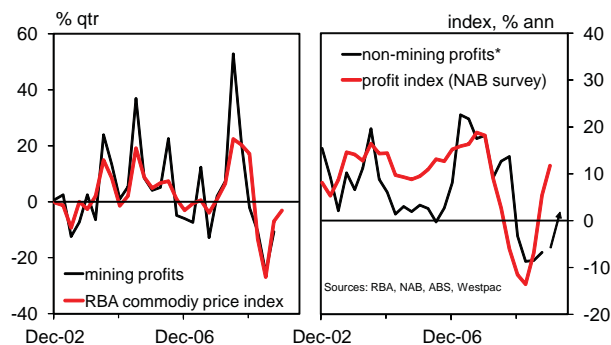 % qtr
60
40
20
0
-20
-40
mining profits
RBA commodiy price index
Dec-02
Dec-06
index, % ann
40
30
20
10
0
-10
-20
non-mining profits*
profit index (NAB survey)
Sources: RBA, NAB, ABS, Westpac
Dec-02
Dec-06